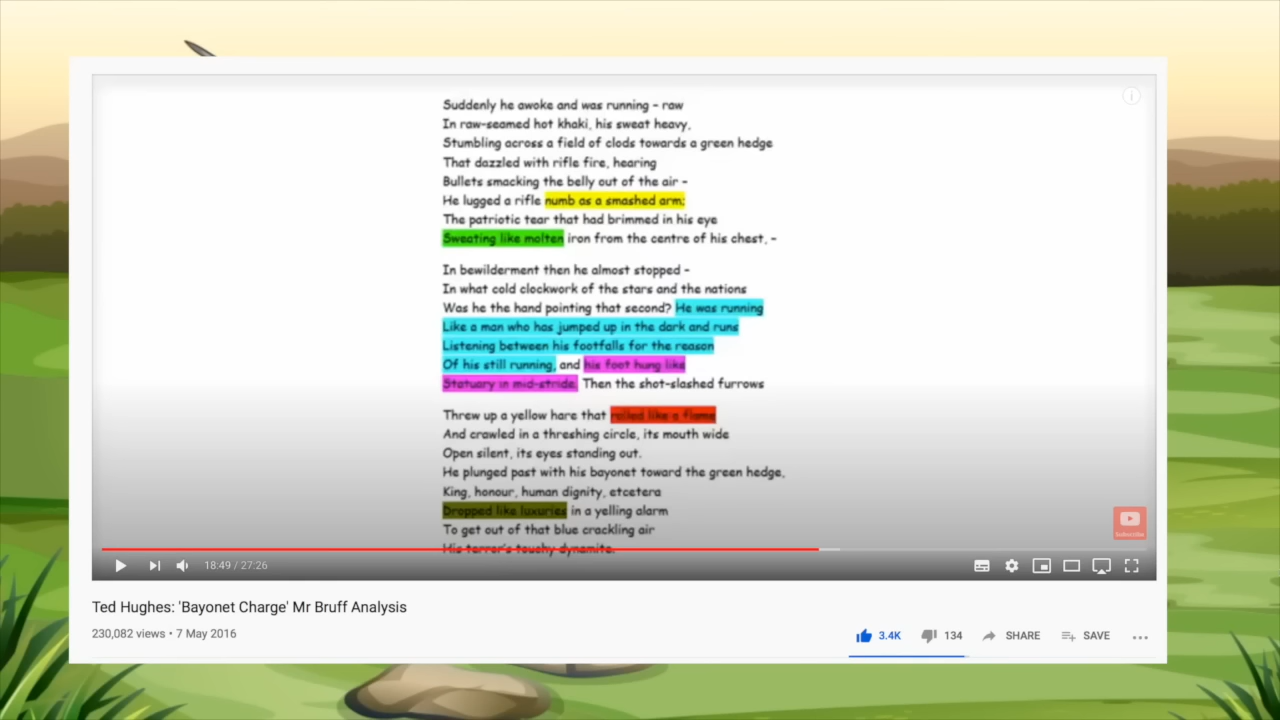 Suddenly he awoke and was running – raw
In raw-seamed hot khaki, his sweat heavy,
Stumbling across a field of clods towards a green hedge
That dazzled with rifle fire, hearing
Bullets smacking the belly out of the air –
He lugged a rifle numb as a smashed arm;
The patriotic tear that had brimmed in his eye
Sweating like molten iron from the centre of his chest, –
In bewilderment then he almost stopped –
In what cold clockwork of the stars and the nations
Was he the hand pointing that second? He was running
Like a man who has jumped up in the dark and runs
Listening between his footfalls for the reason
Of his still running, and his foot hung like
Statuary in mid-stride. Then the shot-slashed furrows
Threw up a yellow hare that rolled like a flame
And crawled in a threshing circle, its mouth wide
Open silent, its eyes standing out.
He plunged past with his bayonet toward the green hedge,
King, honour, human dignity, etcetera
Dropped like luxuries in a yelling alarm
To get out of that blue crackling air
His terror's touchy dynamite.
Subscribe
18:49 / 27:26
Ted Hughes: 'Bayonet Charge' Mr Bruff Analysis
230,082 views • 7 May 2016
3.4K 134 SHARE SAVE